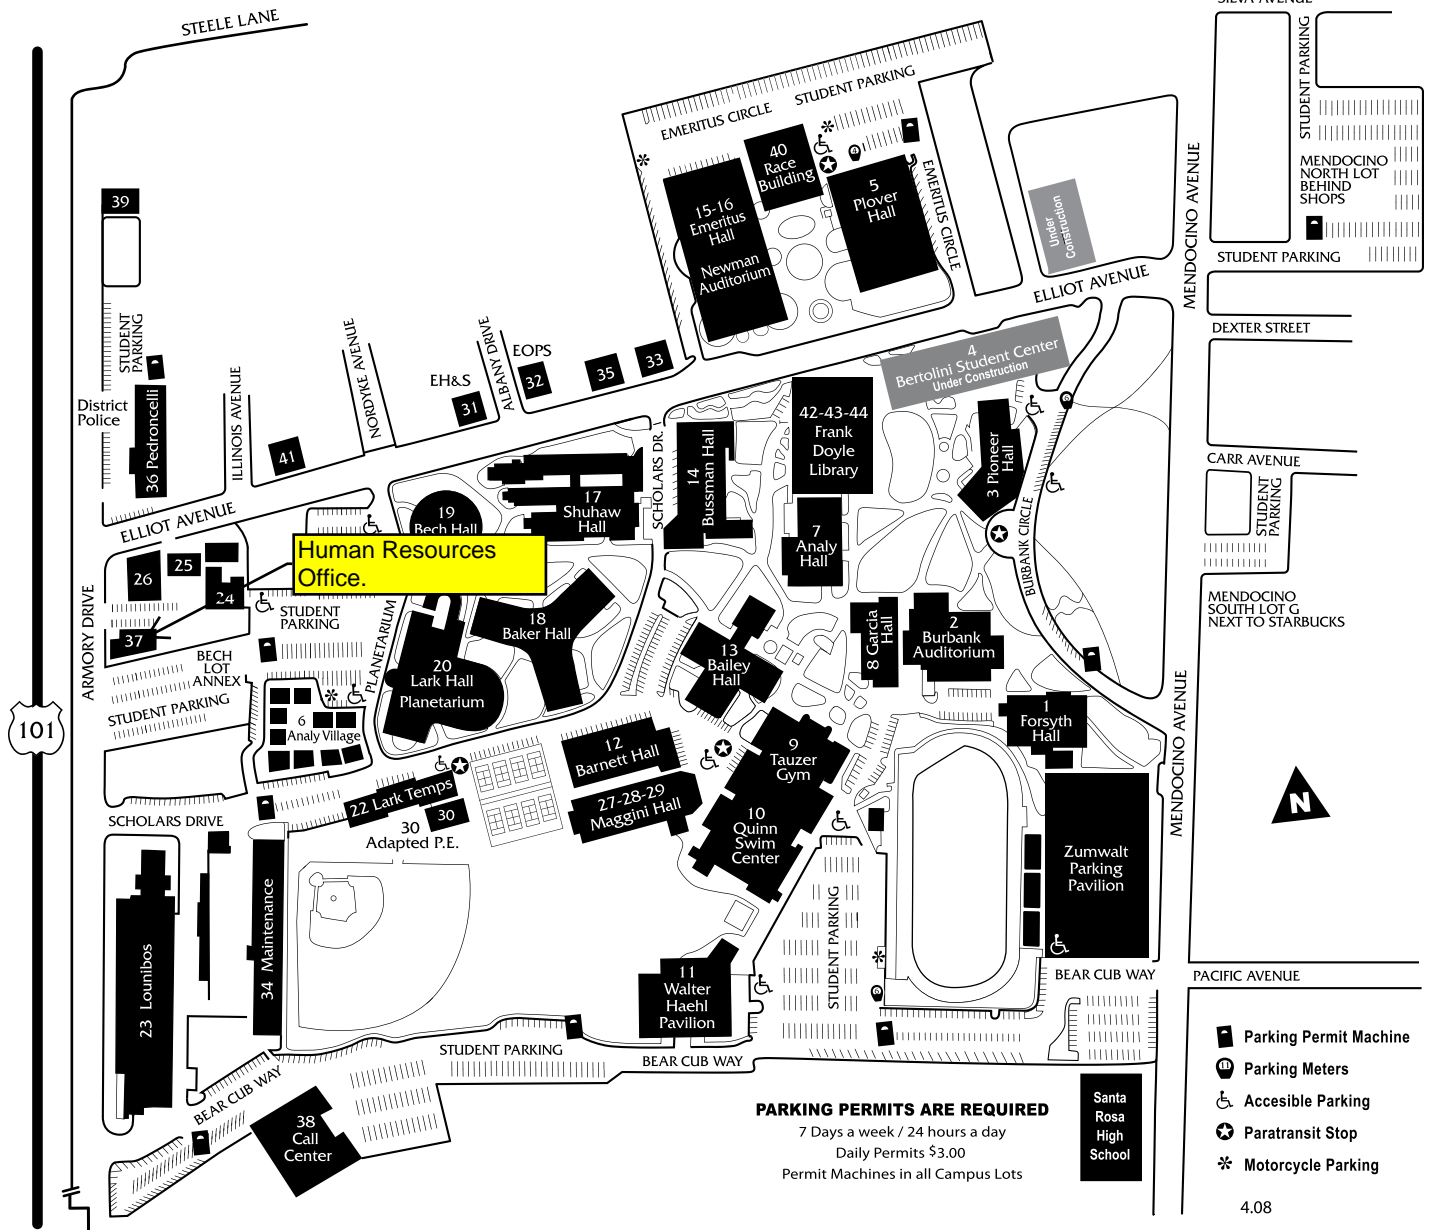 STEELE LANE
SILVA AVENUE
STUDENT PARKING
EMERITUS CIRCLE
STUDENT PARKING
MENDOCINO AVENUE
MENDOCINO
NORTH LOT
BEHIND
SHOPS
STUDENT PARKING
40
Race
Building
5
Plover
Hall
EMERITUS CIRCLE
15-16
Emeritus
Hall
Newman
Auditorium
Under
Construction
ELLIOT AVENUE
DEXTER STREET
39
STUDENT
PARKING
District
Police
36 Pedroncelli
ILLINOIS AVENUE
41
NORDYKE AVENUE
EH&S
31
ALBANY DRIVE
EOPS
32
35
33
4
Bertolini Student Center
Under Construction
42-43-44
Frank
Doyle
Library
3 Pioneer
Hall
CARR AVENUE
STUDENT
PARKING
ELLIOT AVENUE
19
Bech Hall
17
Shuhaw
Hall
SCHOLARS DR.
14
Bussman Hall
7
Analy
Hall
BURBANK CIRCLE
Human Resources
Office.
26
25
24
37
ARMORY DRIVE
STUDENT
PARKING
BECH
LOT
ANNEX
STUDENT PARKING
PLANETARIUM
18
Baker Hall
20
Lark Hall
Planetarium
13
Bailey
Hall
8 Garcia
Hall
2
Burbank
Auditorium
MENDOCINO
SOUTH LOT G
NEXT TO STARBUCKS
101
6
Analy Village
1
Forsyth
Hall
MENDOCINO AVENUE
12
Barnett Hall
9
Tauzer
Gym
22 Lark Temps
30
30
Adapted P.E.
27-28-29
Maggini Hall
10
Quinn
Swim
Center
N
SCHOLARS DRIVE
Zumwalt
Parking
Pavilion
23 Lounibos
34 Maintenance
STUDENT PARKING
11
Walter
Haehl
Pavilion
BEAR CUB WAY
PACIFIC AVENUE
STUDENT PARKING
BEAR CUB WAY
BEAR CUB WAY
38
Call
Center
PARKING PERMITS ARE REQUIRED
7 Days a week / 24 hours a day
Daily Permits $3.00
Permit Machines in all Campus Lots
Santa
Rosa
High
School
Parking Permit Machine
Parking Meters
Accesible Parking
Paratransit Stop
Motorcycle Parking
4.08